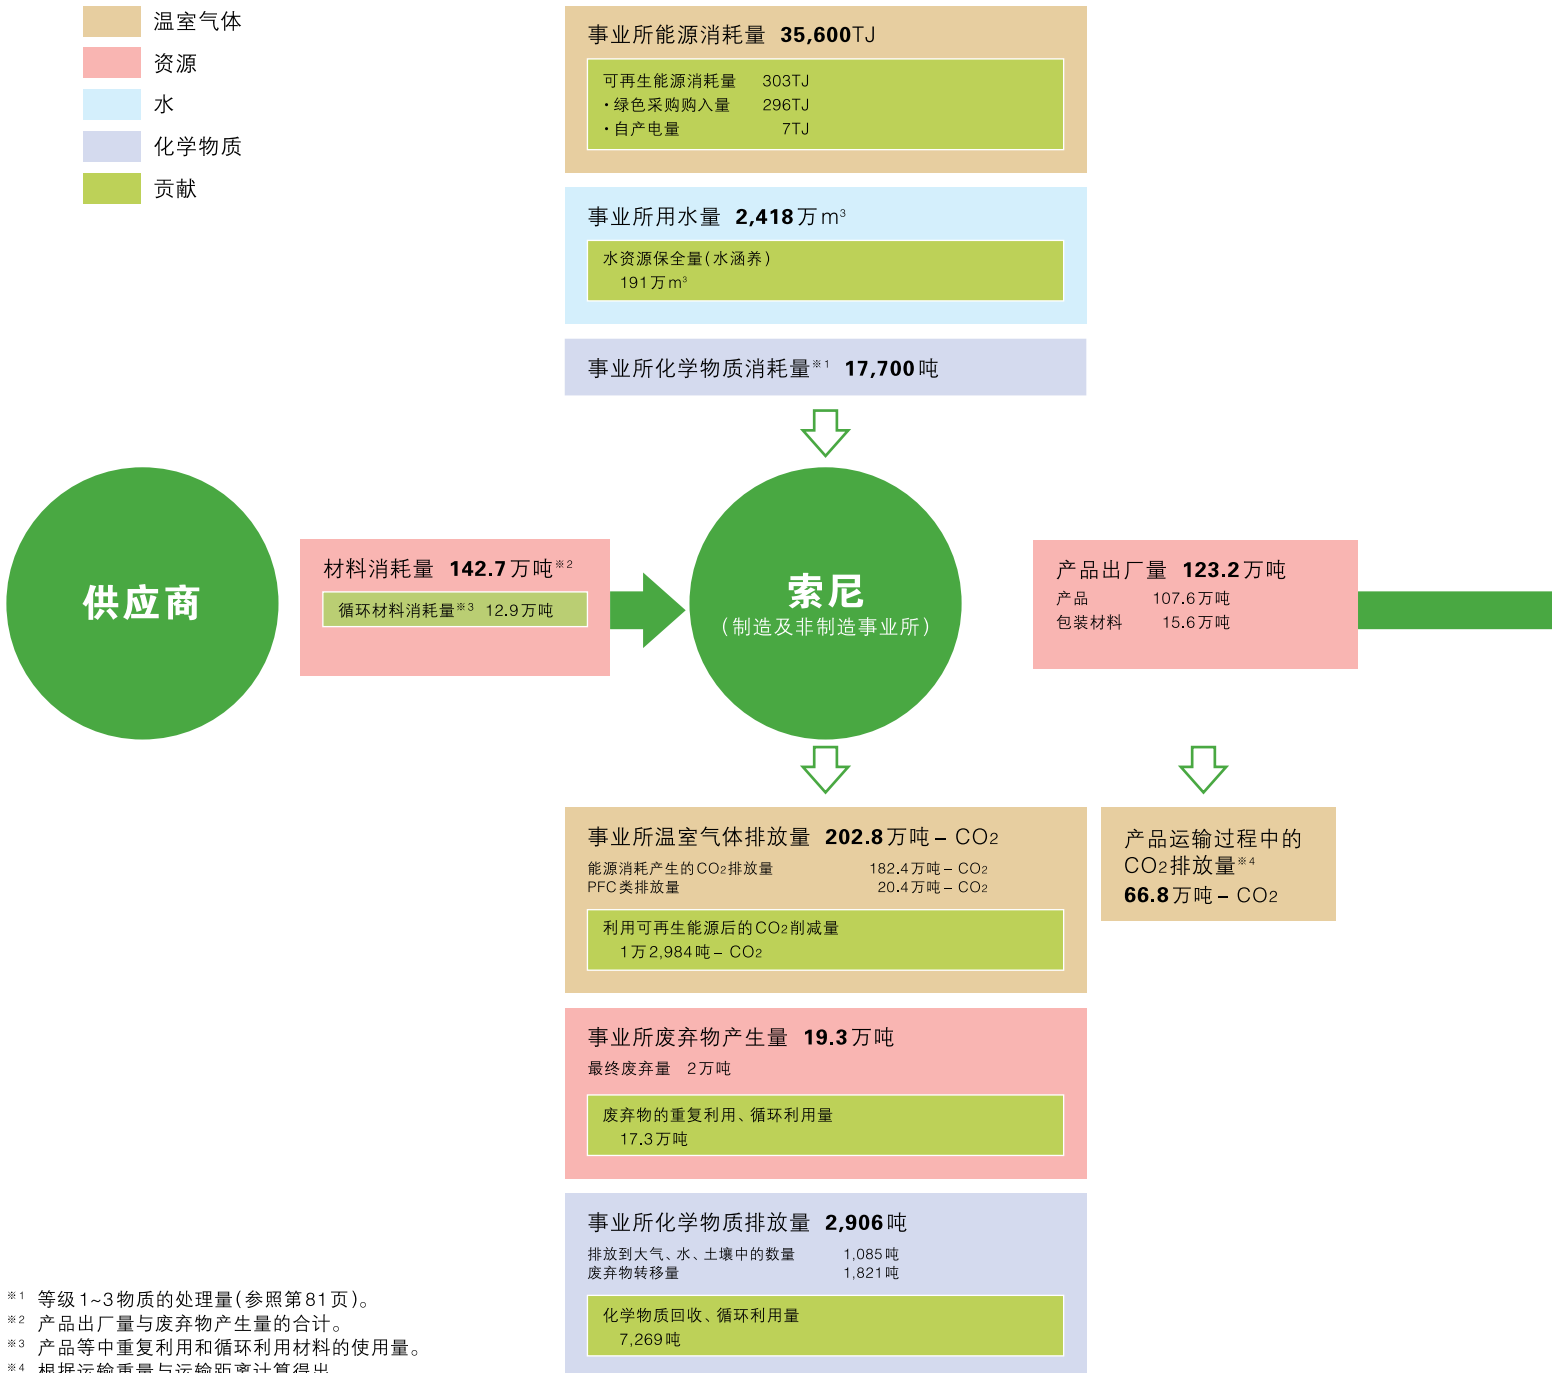 温室气体
资源
水
化学物质
贡献
事业所能源消耗量 35,600TJ
可再生能源消耗量 303TJ
・绿色采购购入量 296TJ
・自产电量 7TJ
事业所用水量 2,418万m³
水资源保全量(水涵养)
191万m³
事业所化学物质消耗量※1 17,700吨
供应商
材料消耗量 142.7万吨※2
循环材料消耗量※3 12.9万吨
索尼
(制造及非制造事业所)
产品出厂量 123.2万吨
产品 107.6万吨
包装材料 15.6万吨
事业所温室气体排放量 202.8万吨–CO2
能源消耗产生的CO2排放量 182.4万吨–CO2
PFC类排放量 20.4万吨–CO2
利用可再生能源后的CO2削减量
1万2,984吨–CO2
产品运输过程中的
CO2排放量※4
66.8万吨–CO2
事业所废弃物产生量 19.3万吨
最终废弃量 2万吨
废弃物的重复利用、循环利用量
17.3万吨
事业所化学物质排放量 2,906吨
排放到大气、水、土壤中的数量 1,085吨
废弃物转移量 1,821吨
化学物质回收、循环利用量
7,269吨
※1 等级1~3物质的处理量(参照第81页)。
※2 产品出厂量与废弃物产生量的合计。
※3 产品等中重复利用和循环利用材料的使用量。
※4 根据运输重量与运输距离计算得出